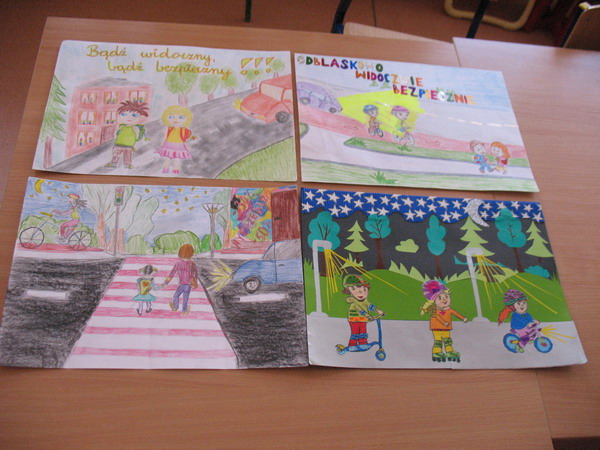 Bądź widoczny,
bądź bezpieczny !!!
ODBLASKOWO
WIDOCZNIE
BEZPIECZNIE